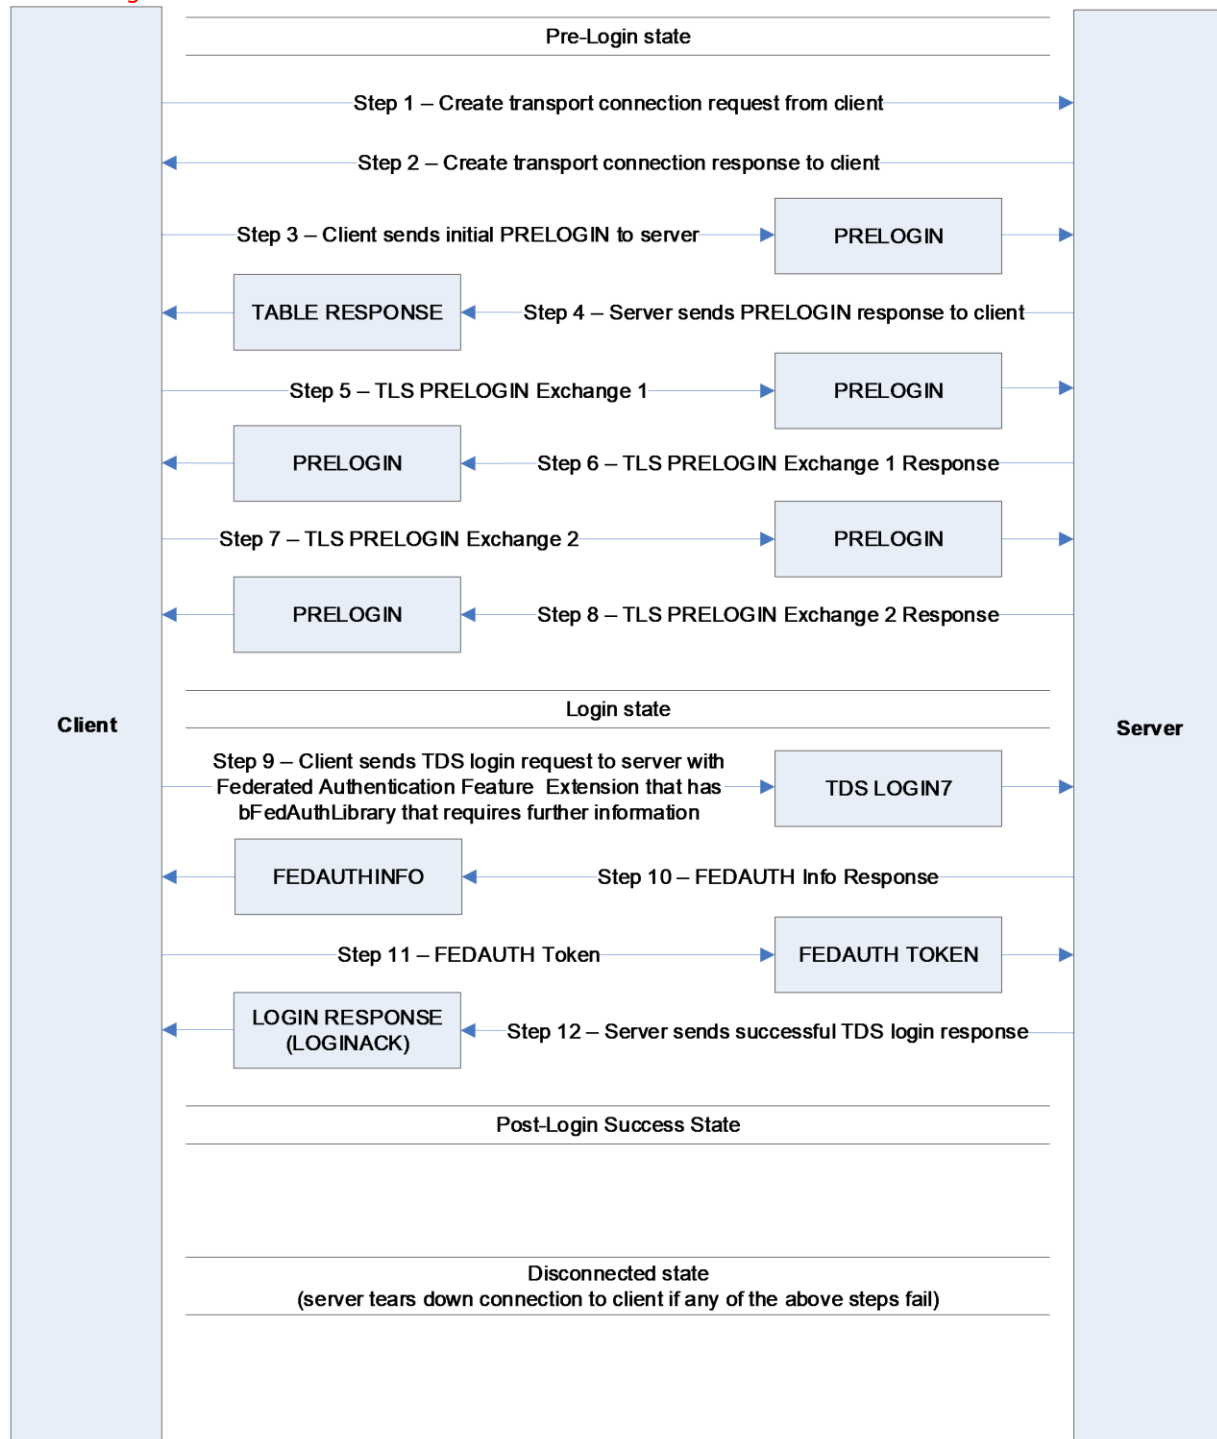 Pre-Login state
Step 1 – Create transport connection request from client
Step 2 – Create transport connection response to client
Step 3 – Client sends initial PRELOGIN to server
PRELOGIN
TABLE RESPONSE
Step 4 – Server sends PRELOGIN response to client
Step 5 – TLS PRELOGIN Exchange 1
PRELOGIN
PRELOGIN
Step 6 – TLS PRELOGIN Exchange 1 Response
Step 7 – TLS PRELOGIN Exchange 2
PRELOGIN
PRELOGIN
Step 8 – TLS PRELOGIN Exchange 2 Response
Client
Login state
Server
Step 9 – Client sends TDS login request to server with
Federated Authentication Feature  Extension that has
bFedAuthLibrary that requires further information
TDS LOGIN7
FEDAUTHINFO
Step 10 – FEDAUTH Info Response
Step 11 – FEDAUTH Token
FEDAUTH TOKEN
LOGIN RESPONSE
(LOGINACK)
Step 12 – Server sends successful TDS login response
Post-Login Success State
Disconnected state
(server tears down connection to client if any of the above steps fail)